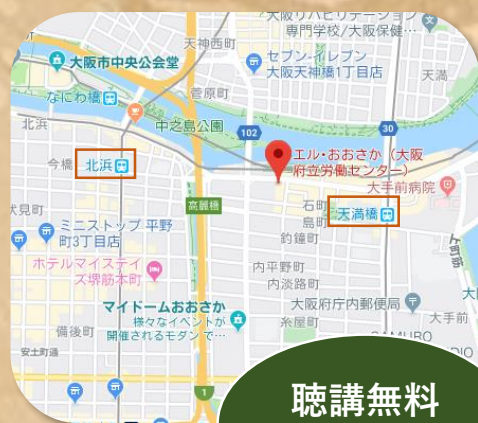 大阪リハビリテーション
専門学校/大阪保健…
天神西町
セブン-イレブン
大阪天神橋1丁目店
天満
大阪市中央公会堂
なにわ橋
菅原町
北浜
中之島公園
102
30
今橋
北浜
エル・おおさか（大阪
府立労働センター）
大手前病院
高麗橋
石町
島町
天満橋
伏見町
ミニストップ 平野
町3丁目店
釣鐘町
上町筋
ホテルマイステイ
ズ堺筋本町
内平野町
内淡路町
マイドームおおさか
様々なイベントが
開催されるモダンで…
大阪府庁内郵便局
糸屋町
大手前
備後町
安土町通
1
聴講無料